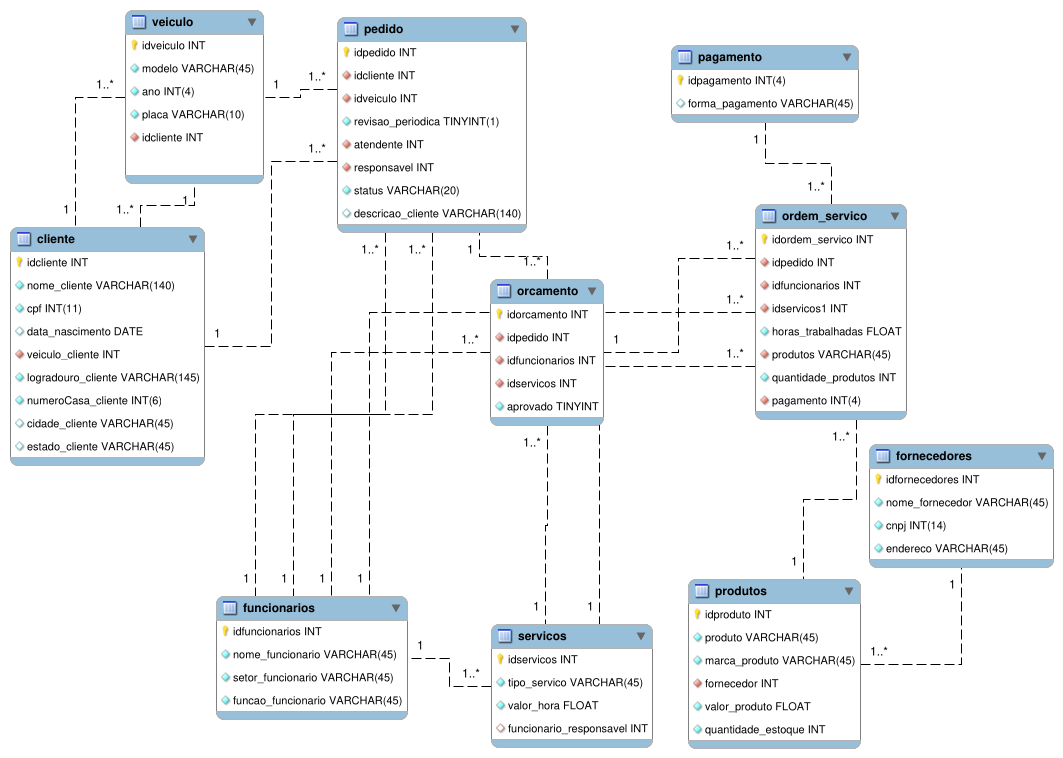 veiculo
idveiculo INT
modelo VARCHAR(45)
ano INT(4)
placa VARCHAR(10)
idcliente INT
pedido
idpedido INT
idcliente INT
idveiculo INT
revisao_periodica TINYINT(1)
atendente INT
responsavel INT
status VARCHAR(20)
descricao_cliente VARCHAR(140)
pagamento
idpagamento INT(4)
forma_pagamento VARCHAR(45)
cliente
idcliente INT
nome_cliente VARCHAR(140)
cpf INT(11)
data_nascimento DATE
veiculo_cliente INT
logradouro_cliente VARCHAR(145)
numeroCasa_cliente INT(6)
cidade_cliente VARCHAR(45)
estado_cliente VARCHAR(45)
orcamento
idorcamento INT
idpedido INT
idfuncionarios INT
idservicos INT
aprovado TINYINT
ordem_servico
idordem_servico INT
idpedido INT
idfuncionarios INT
idservicos1 INT
horas_trabalhadas FLOAT
produtos VARCHAR(45)
quantidade_produtos INT
pagamento INT(4)
fornecedores
idfornecedores INT
nome_fornecedor VARCHAR(45)
cnpj INT(14)
endereco VARCHAR(45)
funcionarios
idfuncionarios INT
nome_funcionario VARCHAR(45)
setor_funcionario VARCHAR(45)
funcao_funcionario VARCHAR(45)
servicos
idservicos INT
tipo_servico VARCHAR(45)
valor_hora FLOAT
funcionario_responsavel INT
produtos
idproduto INT
produto VARCHAR(45)
marca_produto VARCHAR(45)
fornecedor INT
valor_produto FLOAT
quantidade_estoque INT
1..*
1
1..*
1..*
1
1..*
1
1
1
1..*
1..*
1..*
1
1..*
1..*
1..*
1..*
1
1..*
1..*
1..*
1
1
1
1
1
1
1
1
1
1..*
1..*